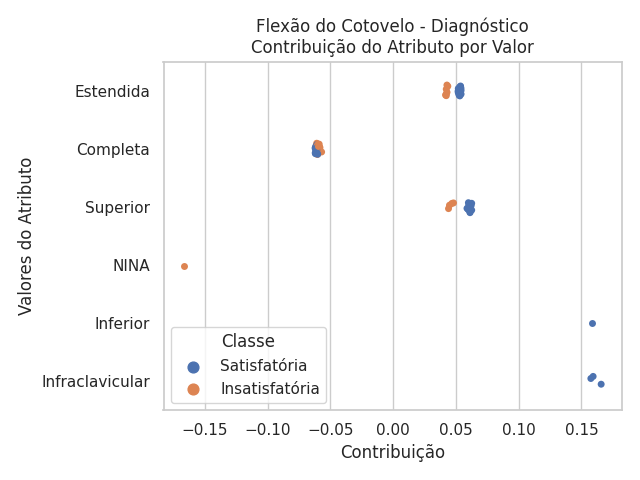 Flexão do Cotovelo - Diagnóstico
Contribuição do Atributo por Valor
Valores do Atributo
Estendida
Completa
Superior
NINA
Inferior
Infraclavicular
Classe
Satisfatória
Insatisfatória
−0.15 −0.10 −0.05 0.00 0.05 0.10 0.15
Contribuição